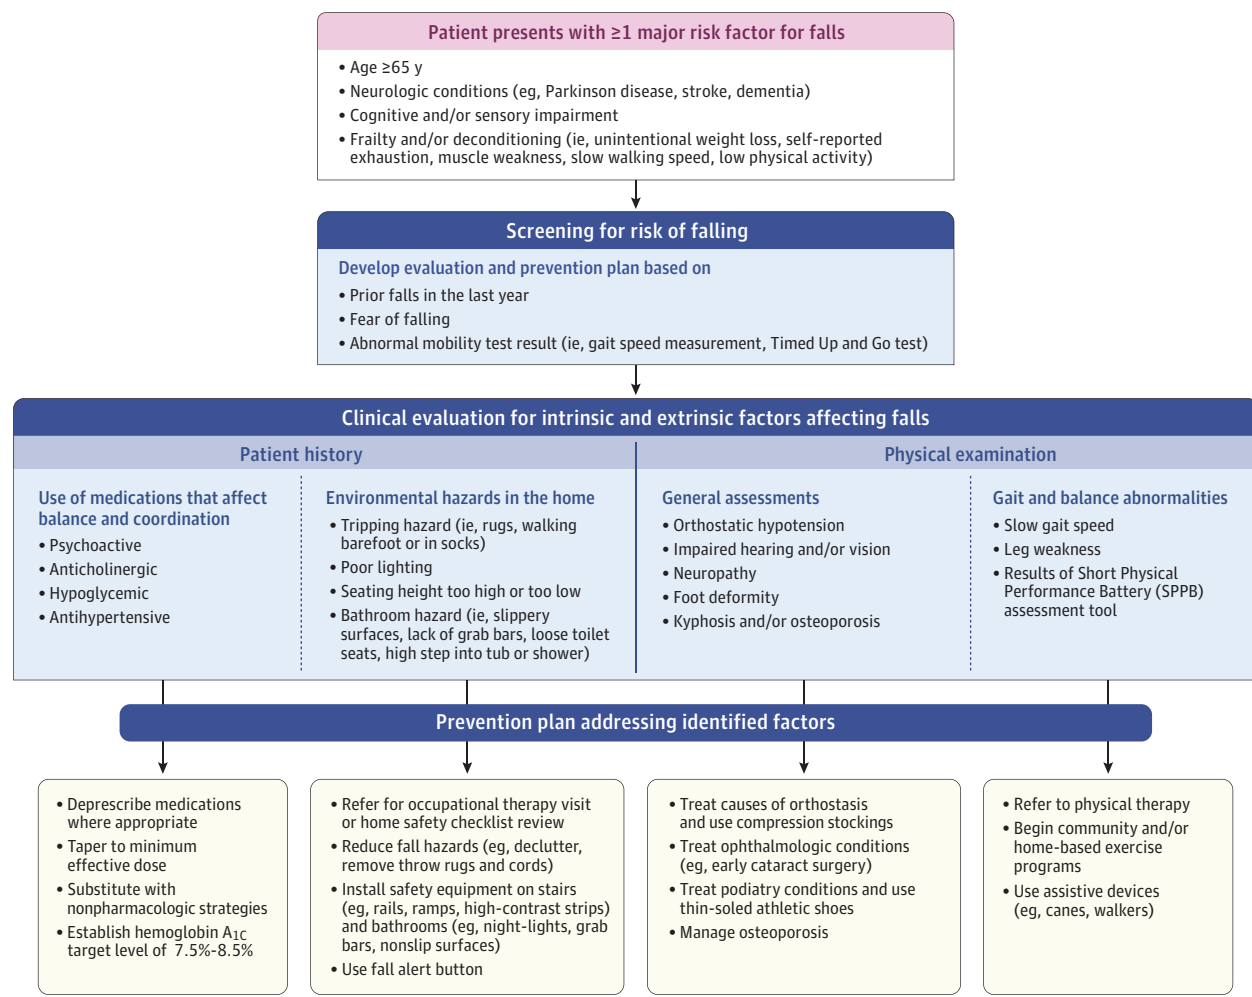 Patient presents with ≥1 major risk factor for falls
• Age ≥65 y
• Neurologic conditions (eg, Parkinson disease, stroke, dementia)
• Cognitive and/or sensory impairment
• Frailty and/or deconditioning (ie, unintentional weight loss, self-reported
exhaustion, muscle weakness, slow walking speed, low physical activity)
Screening for risk of falling
Develop evaluation and prevention plan based on
• Prior falls in the last year
• Fear of falling
• Abnormal mobility test result (ie, gait speed measurement, Timed Up and Go test)
Clinical evaluation for intrinsic and extrinsic factors affecting falls
Patient history
Use of medications that affect
balance and coordination
• Psychoactive
• Anticholinergic
• Hypoglycemic
• Antihypertensive
Environmental hazards in the home
• Tripping hazard (ie, rugs, walking
barefoot or in socks)
• Poor lighting
• Seating height too high or too low
• Bathroom hazard (ie, slippery
surfaces, lack of grab bars, loose toilet
seats, high step into tub or shower)
Physical examination
General assessments
• Orthostatic hypotension
• Impaired hearing and/or vision
• Neuropathy
• Foot deformity
• Kyphosis and/or osteoporosis
Gait and balance abnormalities
• Slow gait speed
• Leg weakness
• Results of Short Physical
Performance Battery (SPPB)
assessment tool
Prevention plan addressing identified factors
• Deprescribe medications
where appropriate
• Taper to minimum
effective dose
• Substitute with
nonpharmacologic strategies
• Establish hemoglobin A1C
target level of 7.5%-8.5%
• Refer for occupational therapy visit
or home safety checklist review
• Reduce fall hazards (eg, declutter,
remove throw rugs and cords)
• Install safety equipment on stairs
(eg, rails, ramps, high-contrast strips)
and bathrooms (eg, night-lights, grab
bars, nonslip surfaces)
• Use fall alert button
• Treat causes of orthostasis
and use compression stockings
• Treat ophthalmologic conditions
(eg, early cataract surgery)
• Treat podiatry conditions and use
thin-soled athletic shoes
• Manage osteoporosis
• Refer to physical therapy
• Begin community and/or
home-based exercise
programs
• Use assistive devices
(eg, canes, walkers)